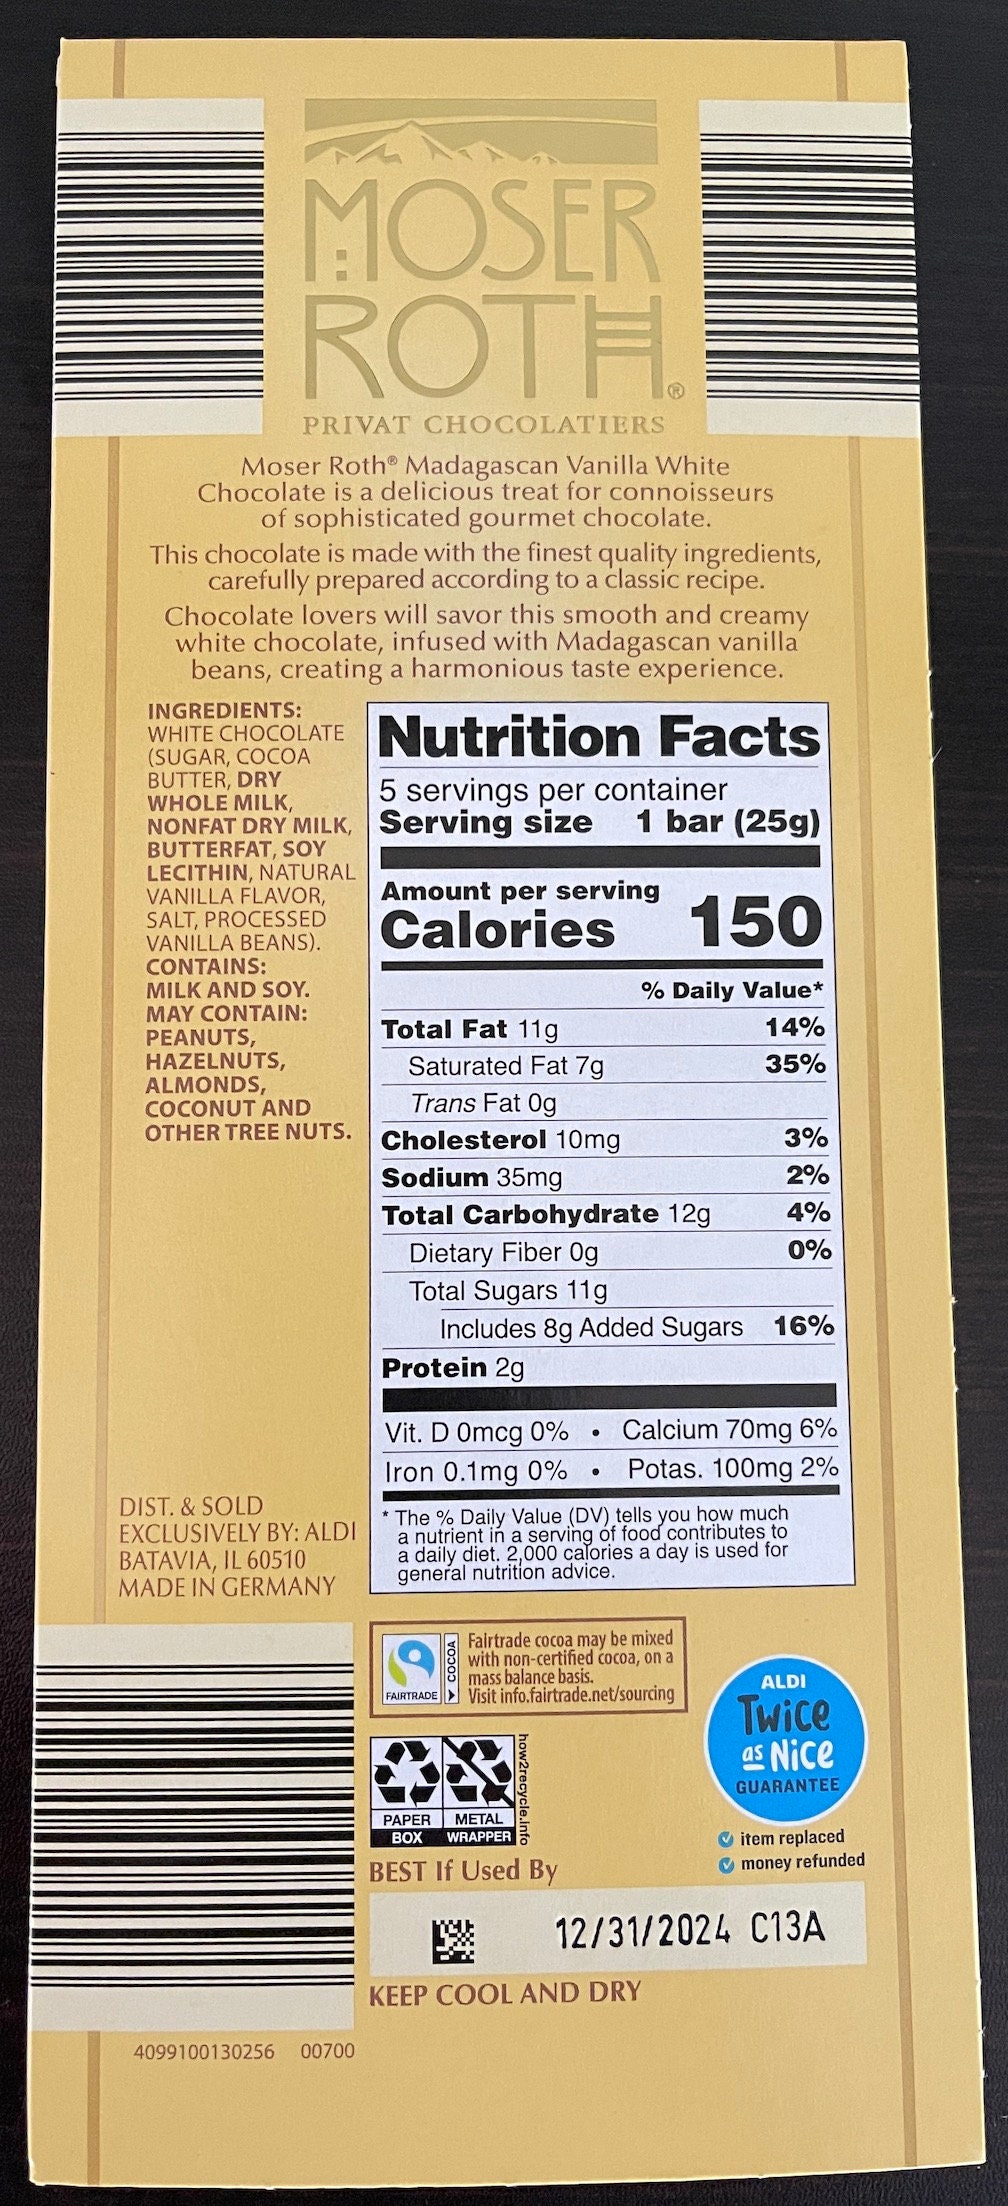 MOSER
ROTH®
PRIVAT CHOCOLATIERS
Moser Roth® Madagascan Vanilla White
Chocolate is a delicious treat for connoisseurs
of sophisticated gourmet chocolate.
This chocolate is made with the finest quality ingredients,
carefully prepared according to a classic recipe.
Chocolate lovers will savor this smooth and creamy
white chocolate, infused with Madagascan vanilla
beans, creating a harmonious taste experience.
INGREDIENTS:
WHITE CHOCOLATE
(SUGAR, COCOA
BUTTER, DRY
WHOLE MILK,
NONFAT DRY MILK,
BUTTERFAT, SOY
LECITHIN, NATURAL
VANILLA FLAVOR,
SALT, PROCESSED
VANILLA BEANS).
CONTAINS:
MILK AND SOY.
MAY CONTAIN:
PEANUTS,
HAZELNUTS,
ALMONDS,
COCONUT AND
OTHER TREE NUTS.
Nutrition Facts
5 servings per container
Serving size 1 bar (25g)
Amount per serving
Calories 150
% Daily Value*
Total Fat 11g 14%
Saturated Fat 7g 35%
Trans Fat 0g
Cholesterol 10mg 3%
Sodium 35mg 2%
Total Carbohydrate 12g 4%
Dietary Fiber 0g 0%
Total Sugars 11g
Includes 8g Added Sugars 16%
Protein 2g
Vit. D 0mcg 0% • Calcium 70mg 6%
Iron 0.1mg 0% • Potas. 100mg 2%
* The % Daily Value (DV) tells you how much
a nutrient in a serving of food contributes to
a daily diet. 2,000 calories a day is used for
general nutrition advice.
DIST. & SOLD
EXCLUSIVELY BY: ALDI
BATAVIA, IL 60510
MADE IN GERMANY
FAIRTRADE
COCOA
Fairtrade cocoa may be mixed
with non-certified cocoa, on a
mass balance basis.
Visit info.fairtrade.net/sourcing
PAPER METAL
BOX WRAPPER
how2recycle.info
ALDI
Twice
as Nice
GUARANTEE
item replaced
money refunded
BEST If Used By
12/31/2024 C13A
KEEP COOL AND DRY
4099100130256 00700